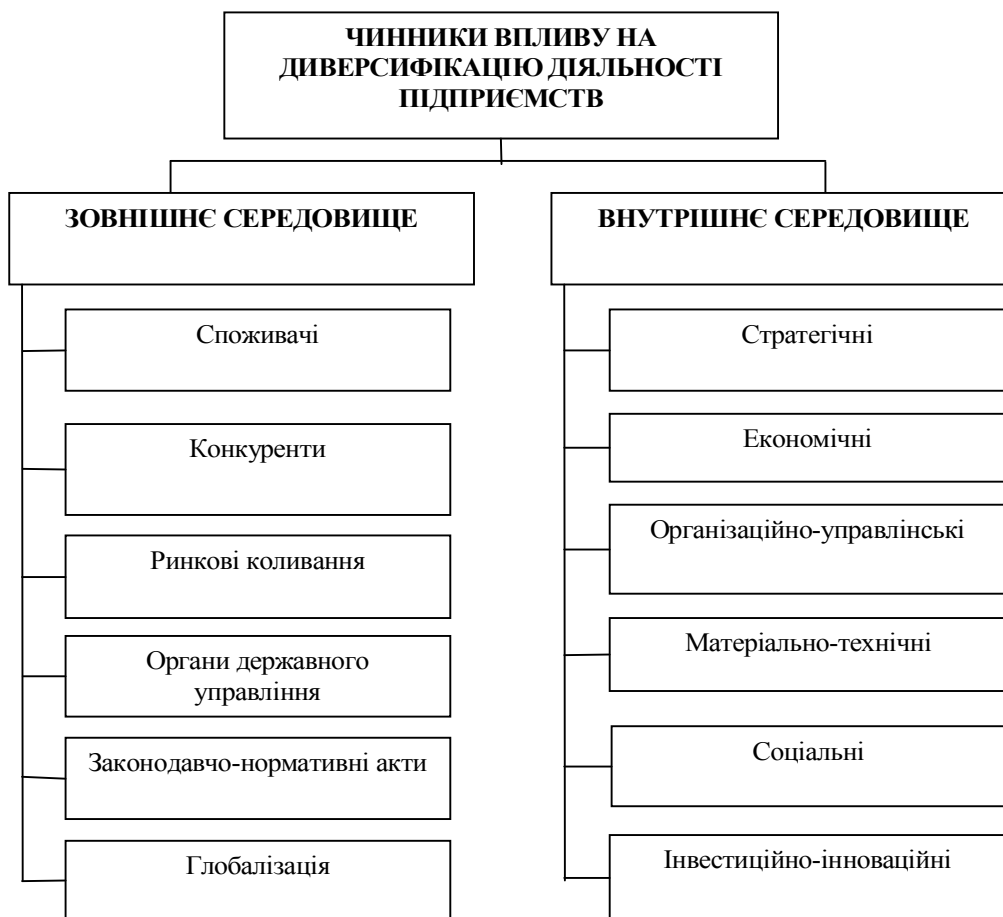 ЧИННИКИ ВПЛИВУ НА
ДИВЕРСИФІКАЦІЮ ДІЯЛЬНОСТІ
ПІДПРИЄМСТВ
ЗОВНІШНЄ СЕРЕДОВИЩЕ
Споживачі
Конкуренти
Ринкові коливання
Органи державного
управління
Законодавчо-нормативні акти
Глобалізація
ВНУТРІШНЄ СЕРЕДОВИЩЕ
Стратегічні
Економічні
Організаційно-управлінські
Матеріально-технічні
Соціальні
Інвестиційно-інноваційні